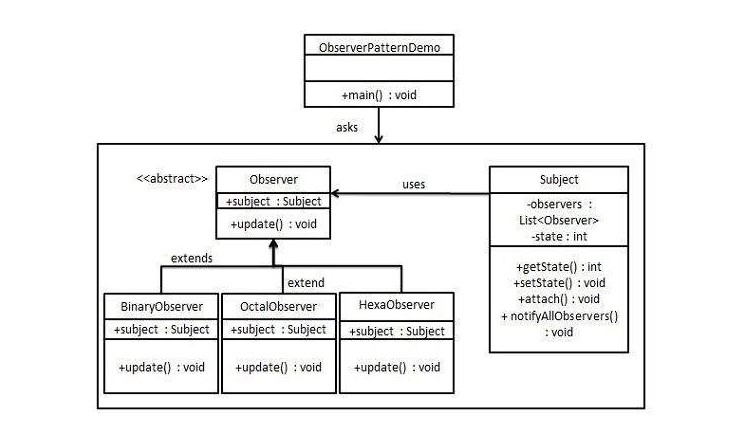 ObserverPatternDemo
+main() : void
asks
<<abstract>>
Observer
+subject : Subject
+update() : void
uses
Subject
-observers :
List<Observer>
-state : int
+getState() : int
+setState() : void
+attach() : void
+ notifyAllObservers()
: void
extends
extend
BinaryObserver
+subject : Subject
+update() : void
OctalObserver
+subject : Subject
+update() : void
HexaObserver
+subject : Subject
+update() : void